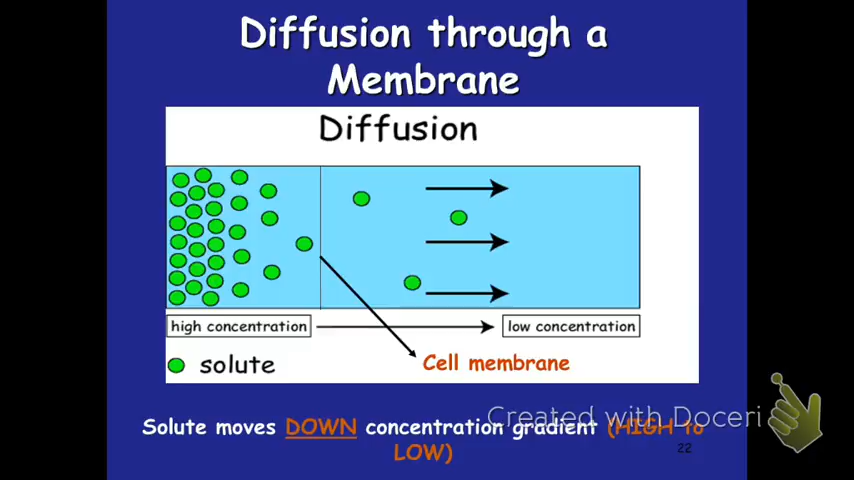 Diffusion through a
Membrane
Diffusion
high concentration
low concentration
solute
Cell membrane
Solute moves DOWN concentration gradient (HIGH to
LOW)
Created with Doceri
22